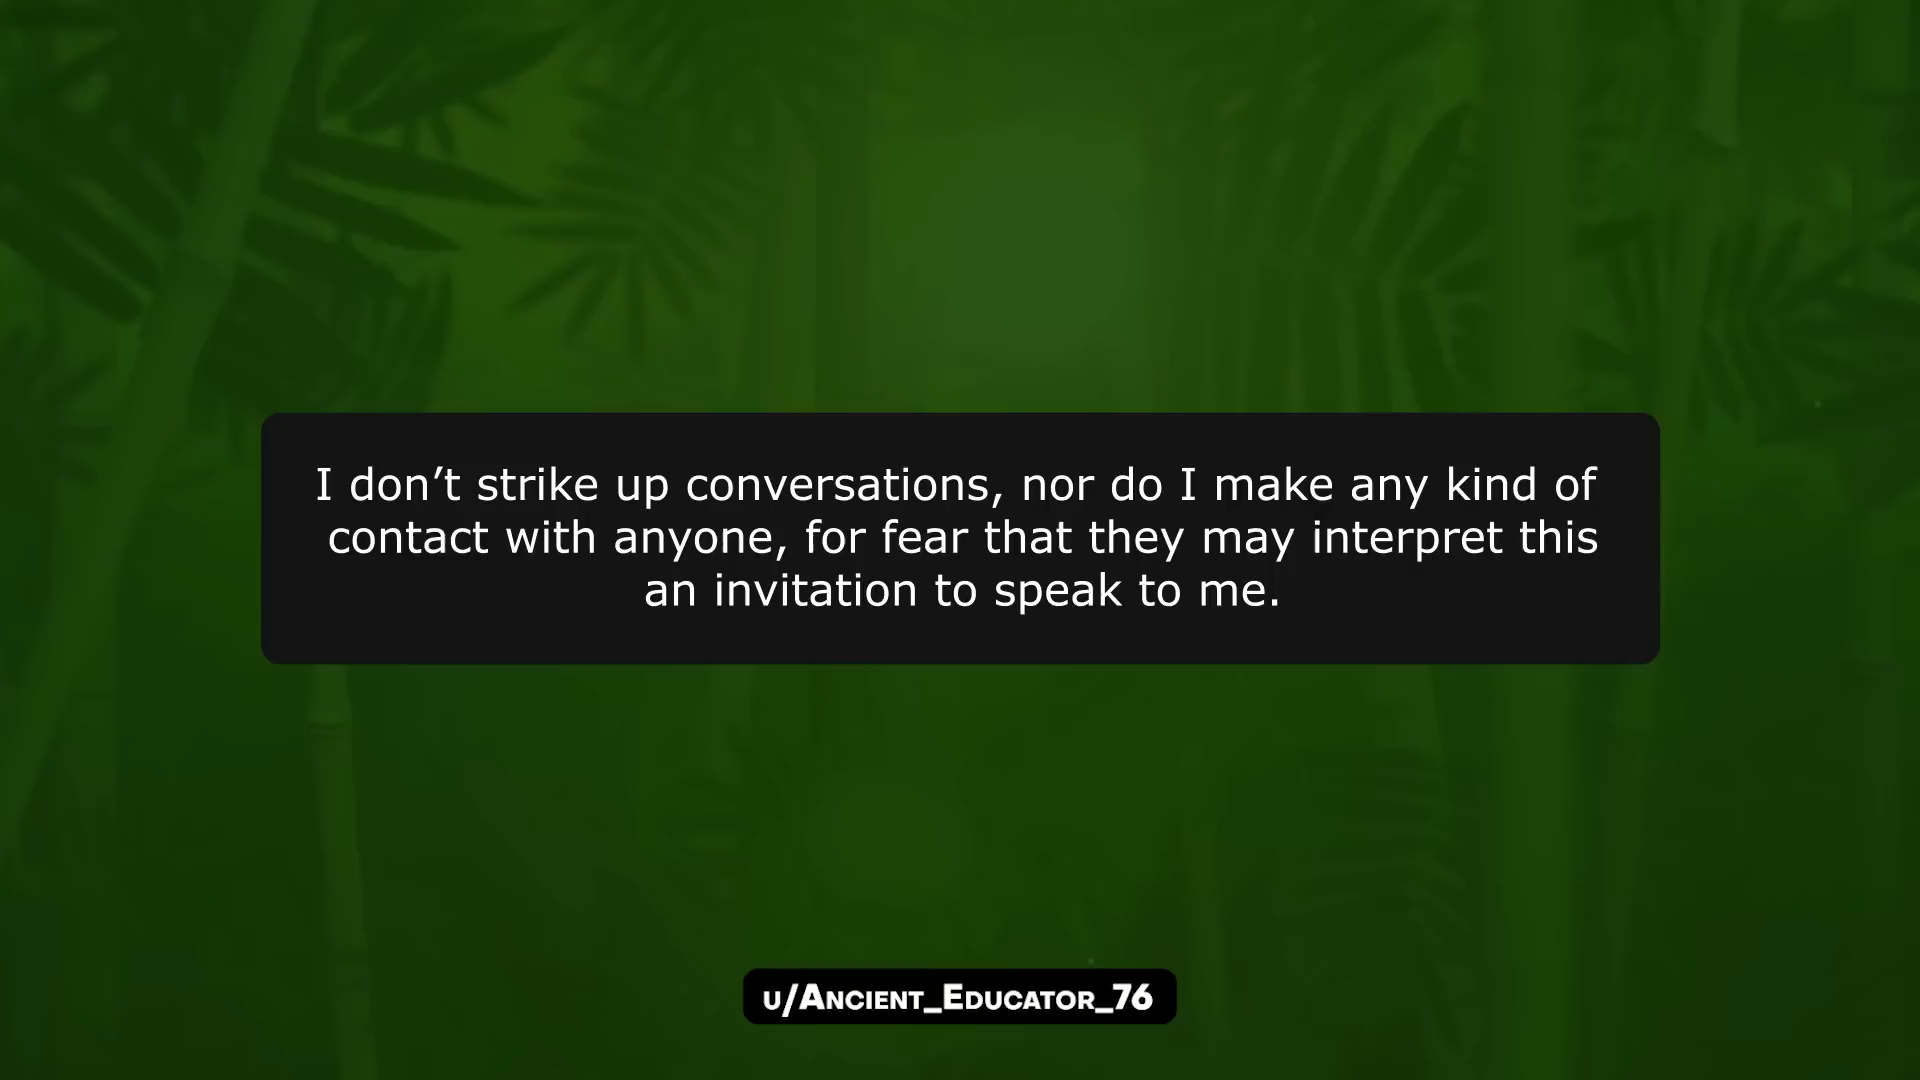 I don’t strike up conversations, nor do I make any kind of
contact with anyone, for fear that they may interpret this
an invitation to speak to me.
u/Ancient_Educator_76